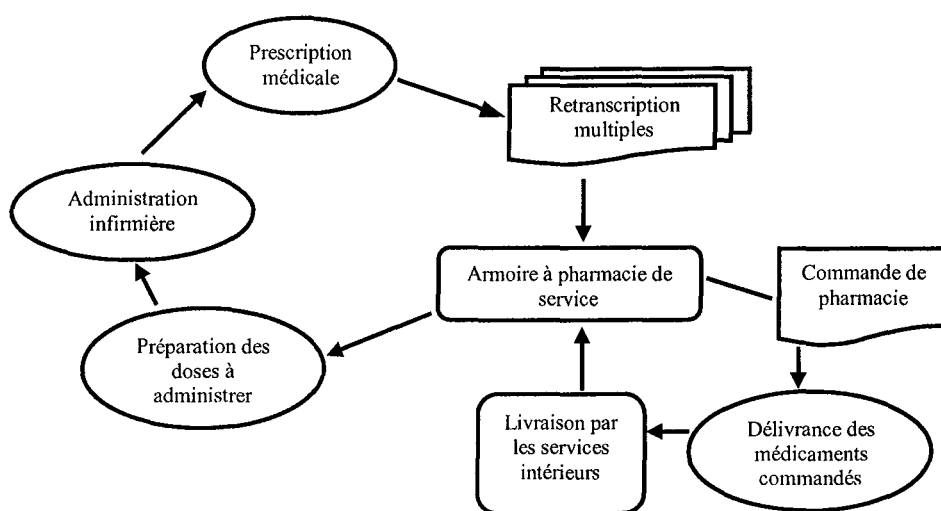 Prescription
médicale
Retranscription
multiples
Administration
infirmière
Armoire à pharmacie de
service
Commande de
pharmacie
Préparation des
doses à
administrer
Livraison par
les services
intérieurs
Délivrance des
médicaments
commandés